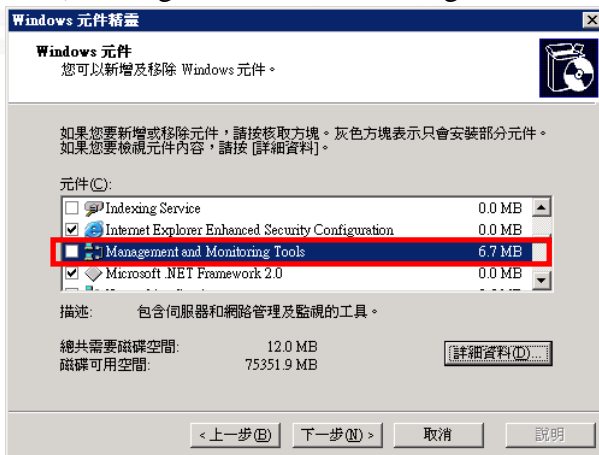 Windows 元件精靈
Windows 元件
您可以新增及移除 Windows 元件。
如果您要新增或移除元件，請按核取方塊。灰色方塊表示只會安裝部分元件。
如果您要檢視元件內容，請按 [詳細資料]。
元件(C):
Indexing Service 0.0 MB
Internet Explorer Enhanced Security Configuration 0.0 MB
Management and Monitoring Tools 6.7 MB
Microsoft .NET Framework 2.0 0.0 MB
描述: 包含伺服器和網路管理及監視的工具。
總共需要磁碟空間: 12.0 MB
磁碟可用空間: 75351.9 MB
詳細資料(D)...
< 上一步(B) 下一步(N) > 取消 說明